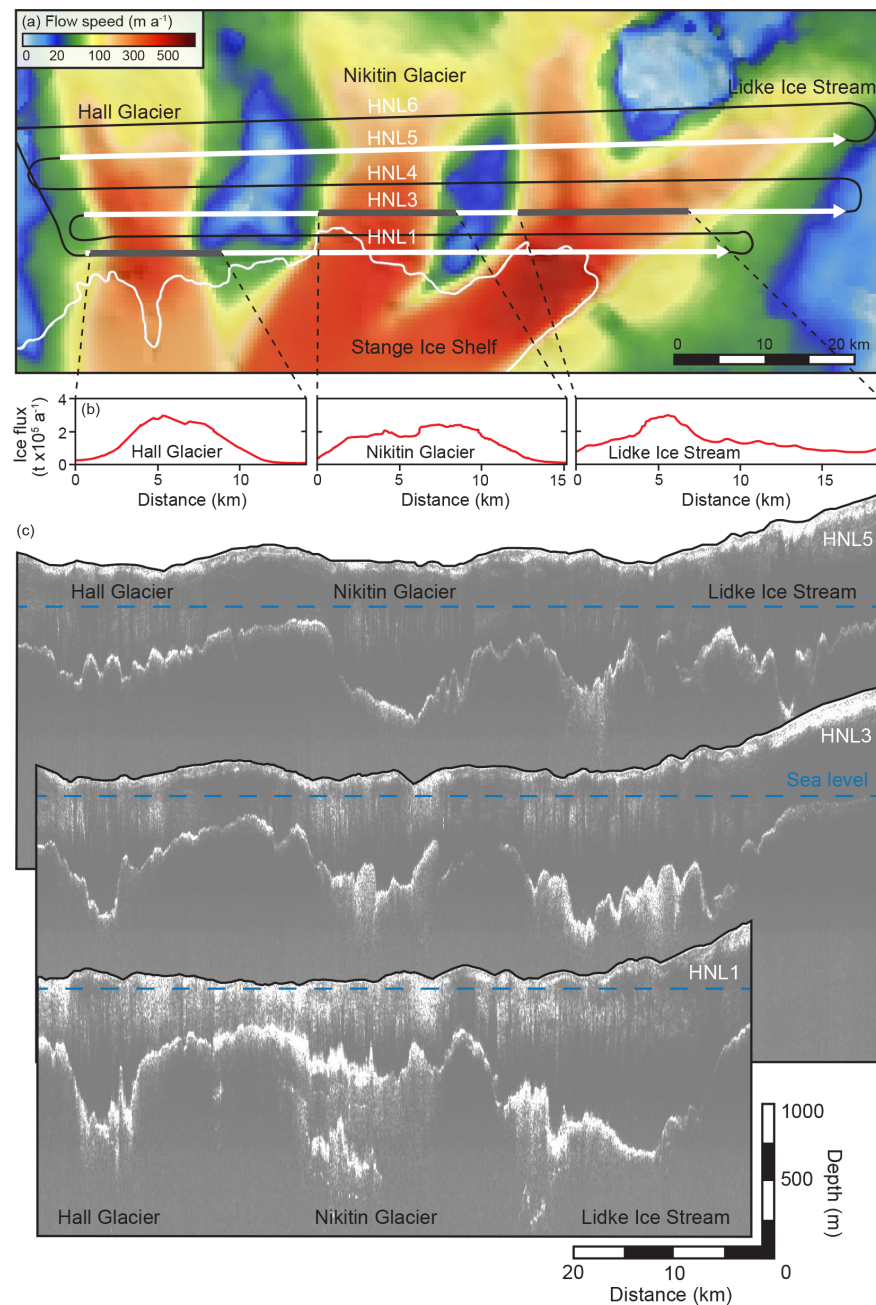 (a) Flow speed (m a⁻¹)
0 20 100 300 500
Nikitin Glacier
Lidke Ice Stream
Hall Glacier
HNL6
HNL5
HNL4
HNL3
HNL1
Stange Ice Shelf
0 10 20 km
Ice flux
(t x10⁵ a⁻¹)
4
2
0
(b)
Hall Glacier
Nikitin Glacier
Lidke Ice Stream
0 5 10
0 5 10 15
0 5 10 15
Distance (km)
Distance (km)
Distance (km)
(c)
HNL5
Hall Glacier
Nikitin Glacier
Lidke Ice Stream
HNL3
Sea level
HNL1
Hall Glacier
Nikitin Glacier
Lidke Ice Stream
1000
500
0
Depth (m)
20 10
Distance (km)